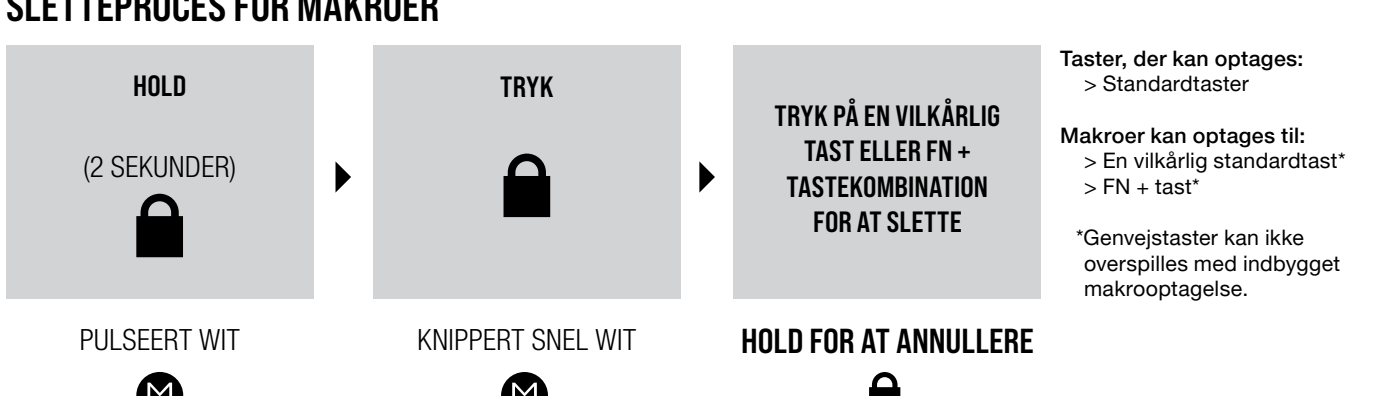 SLETTEPROCES FOR MAKROER
HOLD
(2 SEKUNDER)
PULSEERT WIT
TRYK
KNIPPERT SNEL WIT
TRYK PÅ EN VILKÅRLIG
TAST ELLER FN +
TASTEKOMBINATION
FOR AT SLETTE
HOLD FOR AT ANNULLERE
Taster, der kan optages:
> Standardtaster
Makroer kan optages til:
> En vilkårlig standardtast*
> FN + tast*
*Genvejstaster kan ikke
overspilles med indbygget
makrooptagelse.